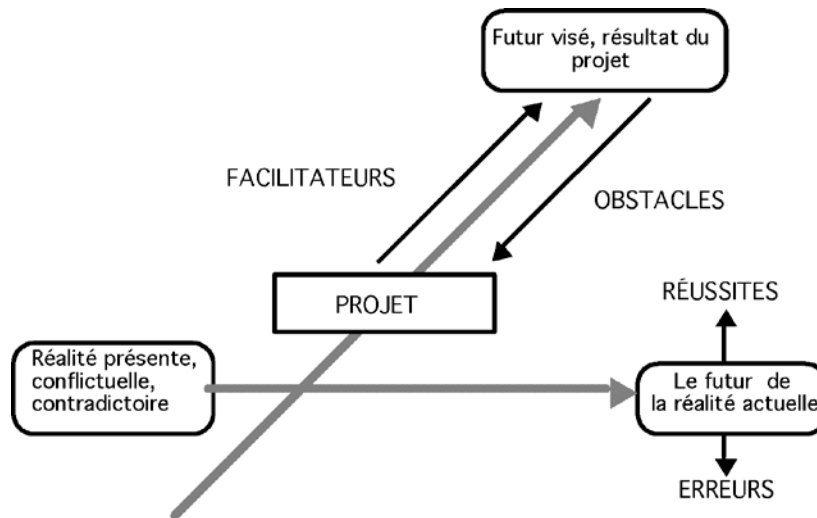 Futur visé, résultat du
projet
FACILITATEURS
OBSTACLES
PROJET
RÉUSSITES
Réalité présente,
conflictuelle,
contradictoire
Le futur de
la réalité actuelle
ERREURS